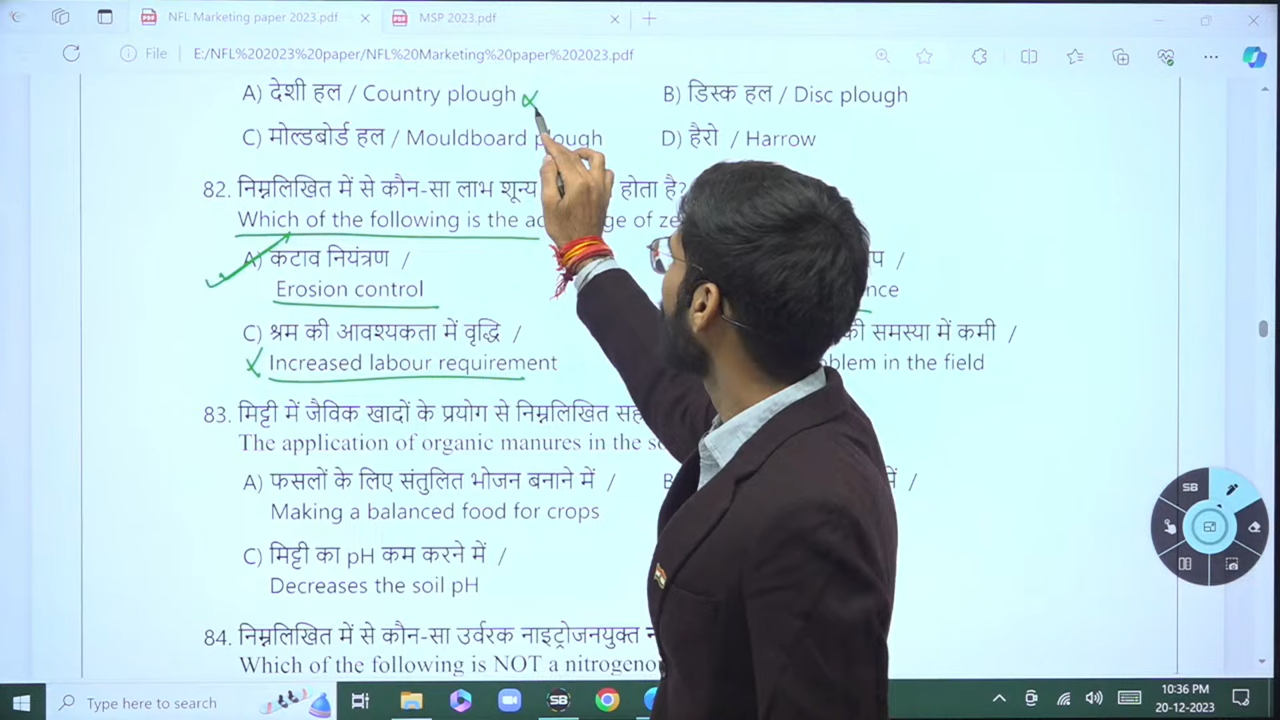 NFL Marketing paper 2023.pdf
MSP 2023.pdf
File
E:/NFL%202023%20paper/NFL%20Marketing%20paper%202023.pdf
A) देशी हल / Country plough
B) डिस्क हल / Disc plough
C) मोल्डबोर्ड हल / Mouldboard plough
D) हैरो / Harrow
82. निम्नलिखित में से कौन-सा लाभ शून्य होता है?
Which of the following is the
A) कटाव नियंत्रण /
Erosion control
C) श्रम की आवश्यकता में वृद्धि /
की समस्या में कमी /
Increased labour requirement
in the field
83. मिट्टी में जैविक खादों के प्रयोग से निम्नलिखित
The application of organic manures in the
A) फसलों के लिए संतुलित भोजन बनाने में /
Making a balanced food for crops
C) मिट्टी का pH कम करने में /
Decreases the soil pH
84. निम्नलिखित में से कौन-सा उर्वरक नाइट्रोजनयुक्त
Which of the following is NOT a
SB
Type here to search
SB
10:36 PM
20-12-2023